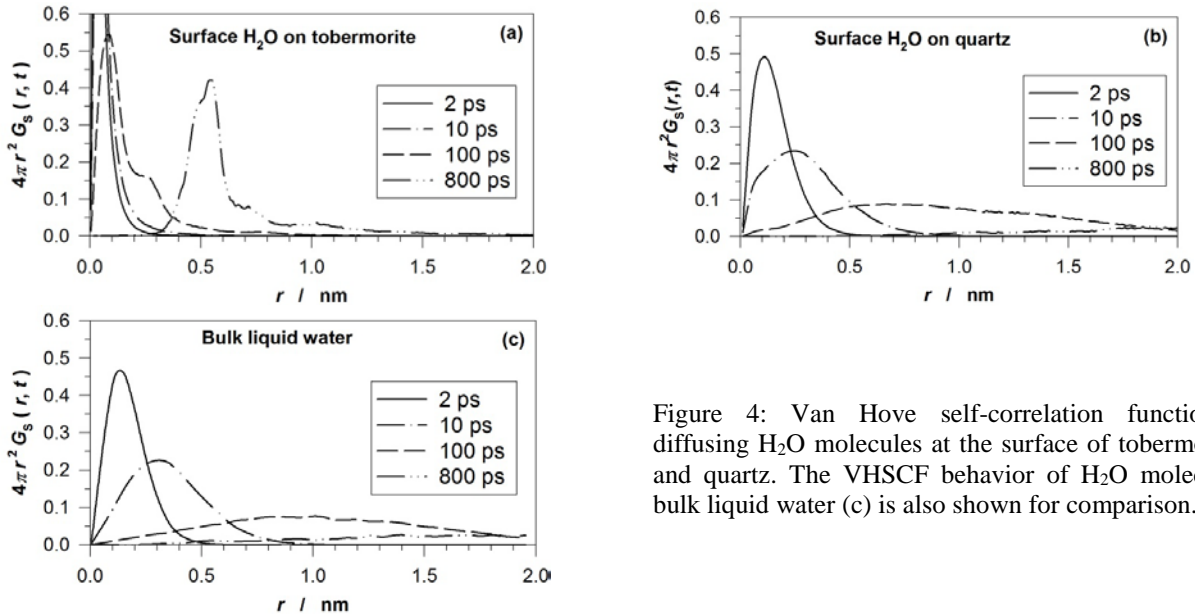 Surface H₂O on tobermorite (a)
4πr²Gₛ(r,t)
0.6
0.5
0.4
0.3
0.2
0.1
0.0
2 ps
10 ps
100 ps
800 ps
0.0 0.5 1.0 1.5 2.0
r / nm
Surface H₂O on quartz (b)
4πr²Gₛ(r,t)
0.6
0.5
0.4
0.3
0.2
0.1
0.0
2 ps
10 ps
100 ps
800 ps
0.0 0.5 1.0 1.5 2.0
r / nm
Bulk liquid water (c)
4πr²Gₛ(r,t)
0.6
0.5
0.4
0.3
0.2
0.1
0.0
2 ps
10 ps
100 ps
800 ps
0.0 0.5 1.0 1.5 2.0
r / nm
Figure 4: Van Hove self-correlation functio
diffusing H₂O molecules at the surface of toberm
and quartz. The VHSCF behavior of H₂O molec
bulk liquid water (c) is also shown for comparison.